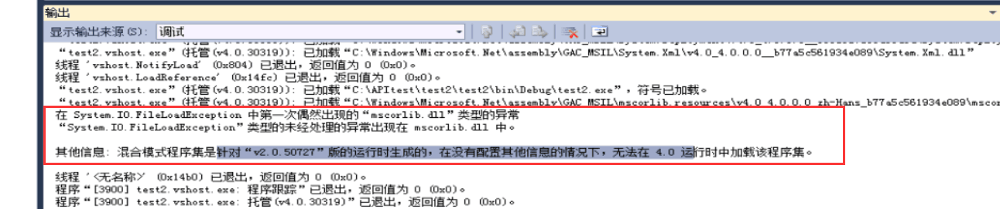 输出
显示输出来源(S): 调试
“test2.vshost.exe”(托管(v4.0.30319)): 已加载“C:\Windows\Microsoft.Net\assembly\GAC_MSIL\System.Xml\v4.0_4.0.0.0__b77a5c561934e089\System.Xml.dll”
线程 'vshost.NotifyLoad' (0x804) 已退出，返回值为 0 (0x0)。
线程 'vshost.LoadReference' (0x14fc) 已退出，返回值为 0 (0x0)。
“test2.vshost.exe”(托管(v4.0.30319)): 已加载“C:\APItest\test2\test2\bin\Debug\test2.exe”，符号已加载。
“test2.vshost.exe”(托管(v4.0.30319)): 已加载“C:\Windows\Microsoft.Net\assembly\GAC_MSIL\mscorlib.resources\v4.0_4.0.0.0_zh-Hans_b77a5c561934e089\mscor
在 System.IO.FileLoadException 中第一次偶然出现的“mscorlib.dll”类型的异常
“System.IO.FileLoadException”类型的未经处理的异常出现在 mscorlib.dll 中。
其他信息: 混合模式程序集是针对“v2.0.50727”版的运行时生成的，在没有配置其他信息的情况下，无法在 4.0 运行时中加载该程序集。
线程 '<无名称>' (0x14b0) 已退出，返回值为 0 (0x0)。
程序“[3900] test2.vshost.exe: 程序跟踪”已退出，返回值为 0 (0x0)。
程序“[3900] test2.vshost.exe: 托管(v4.0.30319)”已退出，返回值为 0 (0x0)。